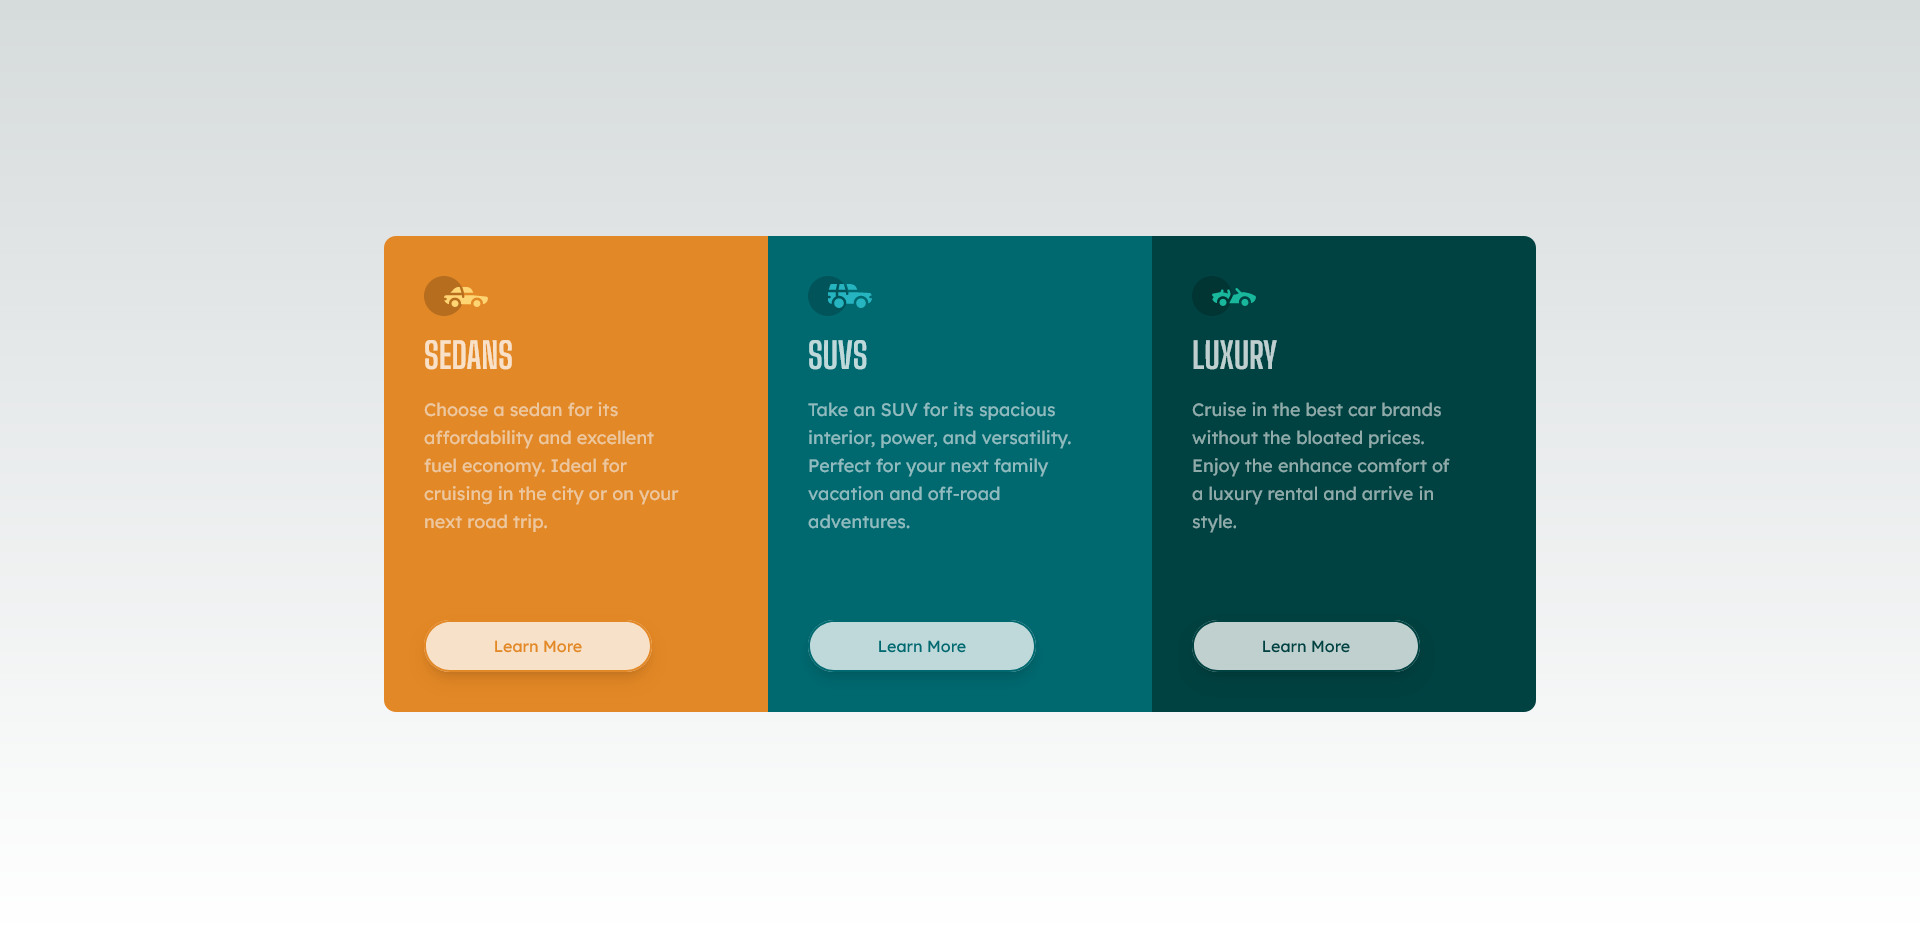 SEDANS
Choose a sedan for its
affordability and excellent
fuel economy. Ideal for
cruising in the city or on your
next road trip.
Learn More
SUVS
Take an SUV for its spacious
interior, power, and versatility.
Perfect for your next family
vacation and off-road
adventures.
Learn More
LUXURY
Cruise in the best car brands
without the bloated prices.
Enjoy the enhance comfort of
a luxury rental and arrive in
style.
Learn More